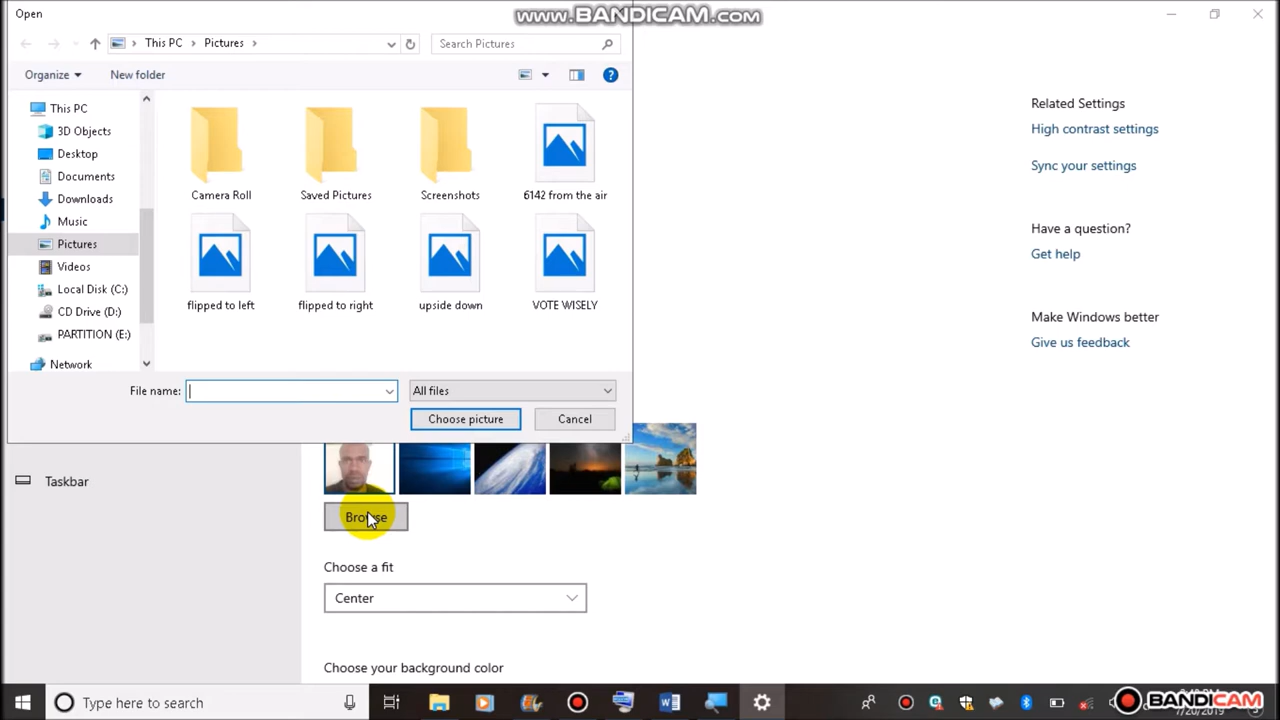 Open
www.BANDICAM.com
This PC
Pictures
Search Pictures
Organize
New folder
This PC
3D Objects
Desktop
Documents
Downloads
Music
Pictures
Videos
Local Disk (C:)
CD Drive (D:)
PARTITION (E:)
Network
Camera Roll
Saved Pictures
Screenshots
6142 from the air
flipped to left
flipped to right
upside down
VOTE WISELY
File name:
All files
Choose picture
Cancel
Related Settings
High contrast settings
Sync your settings
Have a question?
Get help
Make Windows better
Give us feedback
Taskbar
Browse
Choose a fit
Center
Choose your background color
Type here to search
BANDICAM
7/20/2019